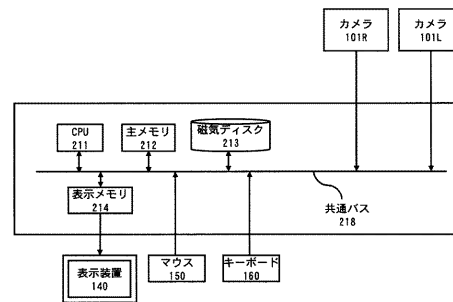 カメラ
101R
カメラ
101L
CPU
211
主メモリ
212
磁気ディスク
213
表示メモリ
214
共通バス
218
表示装置
140
マウス
150
キーボード
160